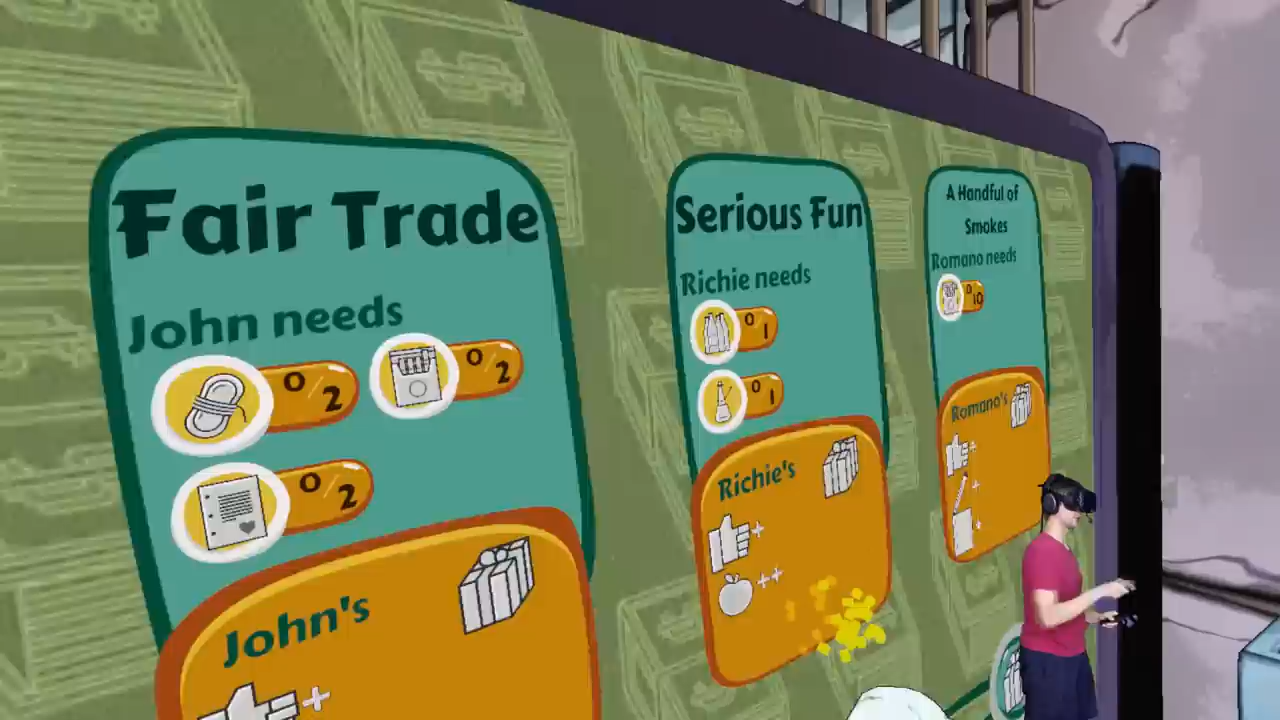 Fair Trade
John needs
0/2
0/2
0/2
John's
+
Serious Fun
Richie needs
0/1
0/1
Richie's
+
++
A Handful of
Smokes
Romano needs
0/10
Romano's
+
+
+